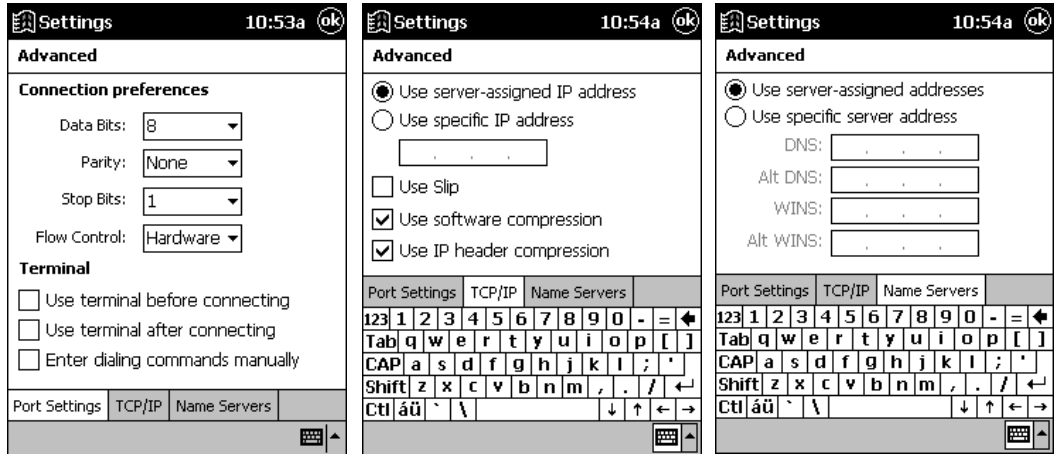 Settings 10:53a ok
Advanced
Connection preferences
Data Bits: 8
Parity: None
Stop Bits: 1
Flow Control: Hardware
Terminal
Use terminal before connecting
Use terminal after connecting
Enter dialing commands manually
Port Settings TCP/IP Name Servers
Settings 10:54a ok
Advanced
Use server-assigned IP address
Use specific IP address
. . .
Use Slip
Use software compression
Use IP header compression
Port Settings TCP/IP Name Servers
123 1 2 3 4 5 6 7 8 9 0 - = 🡄
Tab q w e r t y u i o p [ ]
CAP a s d f g h j k l ; '
Shift z x c v b n m , . / ↵
Ctl áü ` \ ↓ ↑ ← →
Settings 10:54a ok
Advanced
Use server-assigned addresses
Use specific server address
DNS: . . .
Alt DNS: . . .
WINS: . . .
Alt WINS: . . .
Port Settings TCP/IP Name Servers
123 1 2 3 4 5 6 7 8 9 0 - = 🡄
Tab q w e r t y u i o p [ ]
CAP a s d f g h j k l ; '
Shift z x c v b n m , . / ↵
Ctl áü ` \ ↓ ↑ ← →